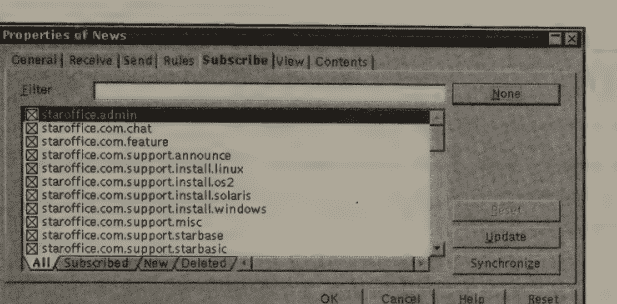 Properties of News
General Receive Send Rules Subscribe View Contents
Filter None
staroffice.admin
staroffice.com.chat
staroffice.com.feature
staroffice.com.support.announce
staroffice.com.support.install.linux
staroffice.com.support.install.os2
staroffice.com.support.install.solaris
staroffice.com.support.install.windows
staroffice.com.support.misc
Reset
staroffice.com.support.starbase
Update
staroffice.com.support.starbasic
All Subscribed New Deleted
Synchronize
OK Cancel Help Reset